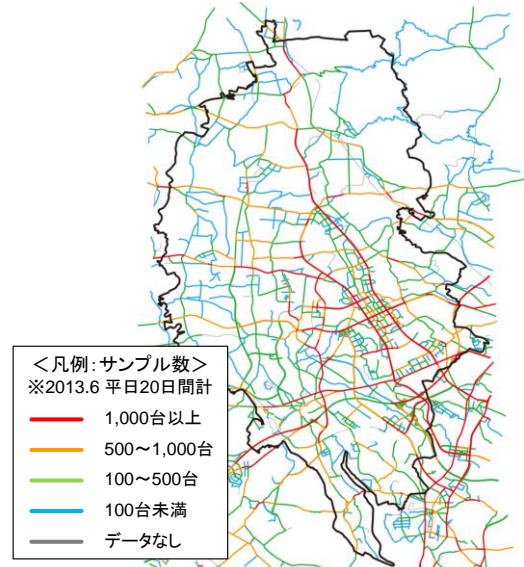 ＜凡例：サンプル数＞
※2013.6 平日20日間計
1,000台以上
500～1,000台
100～500台
100台未満
データなし